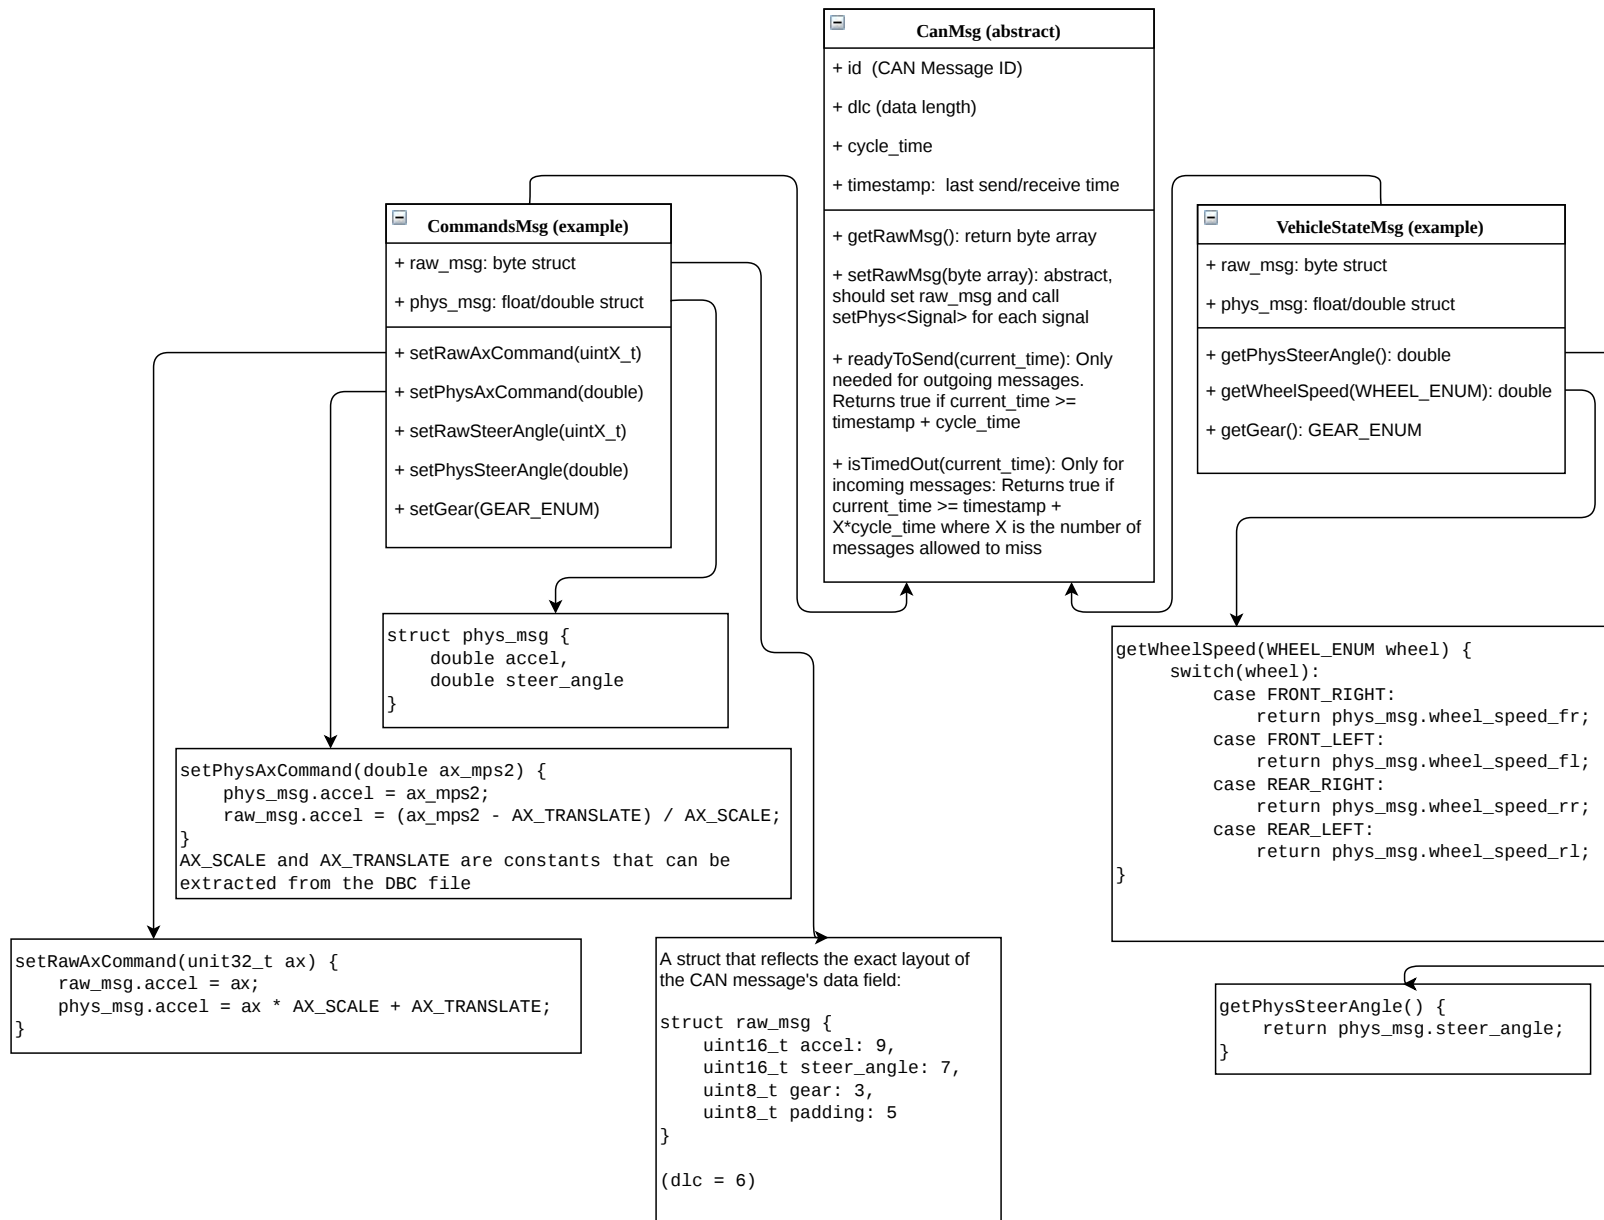 CanMsg (abstract)
+ id  (CAN Message ID)
+ dlc (data length)
+ cycle_time
+ timestamp:  last send/receive time
+ getRawMsg(): return byte array
+ setRawMsg(byte array): abstract,
should set raw_msg and call
setPhys<Signal> for each signal
+ readyToSend(current_time): Only
needed for outgoing messages.
Returns true if current_time >=
timestamp + cycle_time
+ isTimedOut(current_time): Only for
incoming messages: Returns true if
current_time >= timestamp +
X*cycle_time where X is the number of
messages allowed to miss
CommandsMsg (example)
+ raw_msg: byte struct
+ phys_msg: float/double struct
+ setRawAxCommand(uintX_t)
+ setPhysAxCommand(double)
+ setRawSteerAngle(uintX_t)
+ setPhysSteerAngle(double)
+ setGear(GEAR_ENUM)
VehicleStateMsg (example)
+ raw_msg: byte struct
+ phys_msg: float/double struct
+ getPhysSteerAngle(): double
+ getWheelSpeed(WHEEL_ENUM): double
+ getGear(): GEAR_ENUM
struct phys_msg {
    double accel,
    double steer_angle
}
setPhysAxCommand(double ax_mps2) {
    phys_msg.accel = ax_mps2;
    raw_msg.accel = (ax_mps2 - AX_TRANSLATE) / AX_SCALE;
}
AX_SCALE and AX_TRANSLATE are constants that can be
extracted from the DBC file
setRawAxCommand(unit32_t ax) {
    raw_msg.accel = ax;
    phys_msg.accel = ax * AX_SCALE + AX_TRANSLATE;
}
A struct that reflects the exact layout of
the CAN message's data field:
struct raw_msg {
    uint16_t accel: 9,
    uint16_t steer_angle: 7,
    uint8_t gear: 3,
    uint8_t padding: 5
}
(dlc = 6)
getWheelSpeed(WHEEL_ENUM wheel) {
     switch(wheel):
         case FRONT_RIGHT:
             return phys_msg.wheel_speed_fr;
         case FRONT_LEFT:
             return phys_msg.wheel_speed_fl;
         case REAR_RIGHT:
             return phys_msg.wheel_speed_rr;
         case REAR_LEFT:
             return phys_msg.wheel_speed_rl;
}
getPhysSteerAngle() {
    return phys_msg.steer_angle;
}